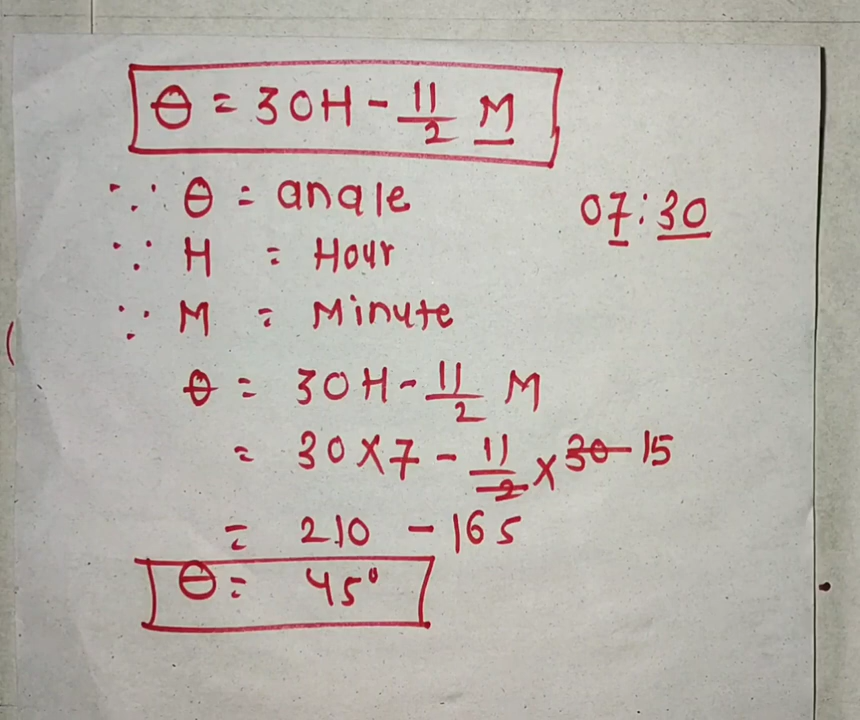 θ = 30H - 11/2 M
∵ θ = angle
07:30
∵ H = Hour
∵ M = Minute
θ = 30H - 11/2 M
= 30 X 7 - 11/2 X 30 15
= 210 - 165
θ = 45°